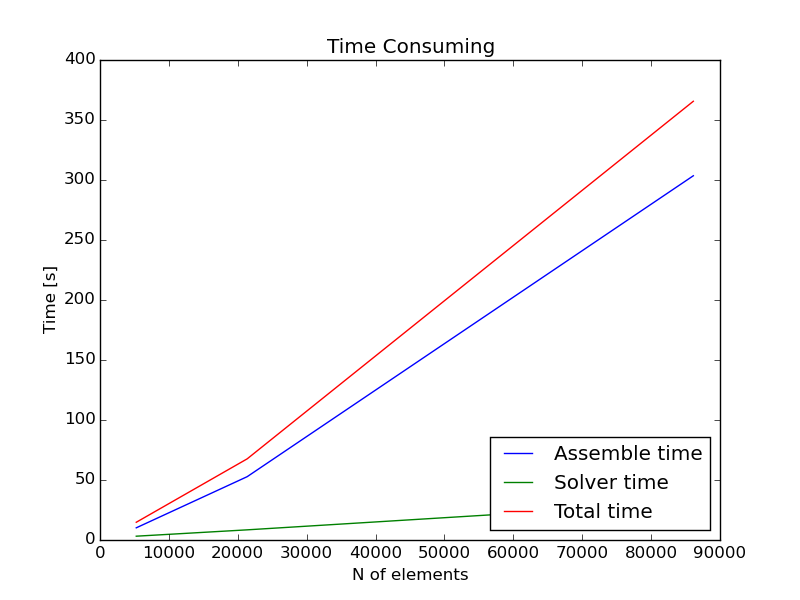 Time Consuming
400
350
300
250
200
150
100
50
0
Time [s]
0 10000 20000 30000 40000 50000 60000 70000 80000 90000
N of elements
Assemble time
Solver time
Total time